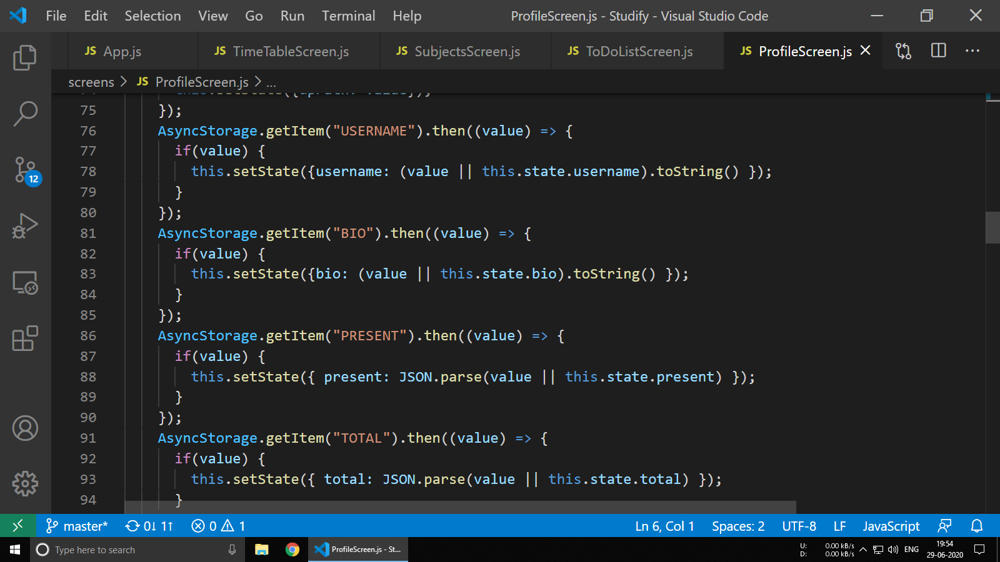 File Edit Selection View Go Run Terminal Help ProfileScreen.js - Studify - Visual Studio Code
JS App.js JS TimeTableScreen.js JS SubjectsScreen.js JS ToDoListScreen.js JS ProfileScreen.js
screens > JS ProfileScreen.js > ...
75 });
76 AsyncStorage.getItem("USERNAME").then((value) => {
77 if(value) {
78 this.setState({username: (value || this.state.username).toString() });
79 }
80 });
81 AsyncStorage.getItem("BIO").then((value) => {
82 if(value) {
83 this.setState({bio: (value || this.state.bio).toString() });
84 }
85 });
86 AsyncStorage.getItem("PRESENT").then((value) => {
87 if(value) {
88 this.setState({ present: JSON.parse(value || this.state.present) });
89 }
90 });
91 AsyncStorage.getItem("TOTAL").then((value) => {
92 if(value) {
93 this.setState({ total: JSON.parse(value || this.state.total) });
94 }
12
master* 0↓ 1↑ 0 1 Ln 6, Col 1 Spaces: 2 UTF-8 LF JavaScript
Type here to search ProfileScreen.js - St... U: 0.00 kB/s D: 0.00 kB/s ENG 19:54
29-06-2020